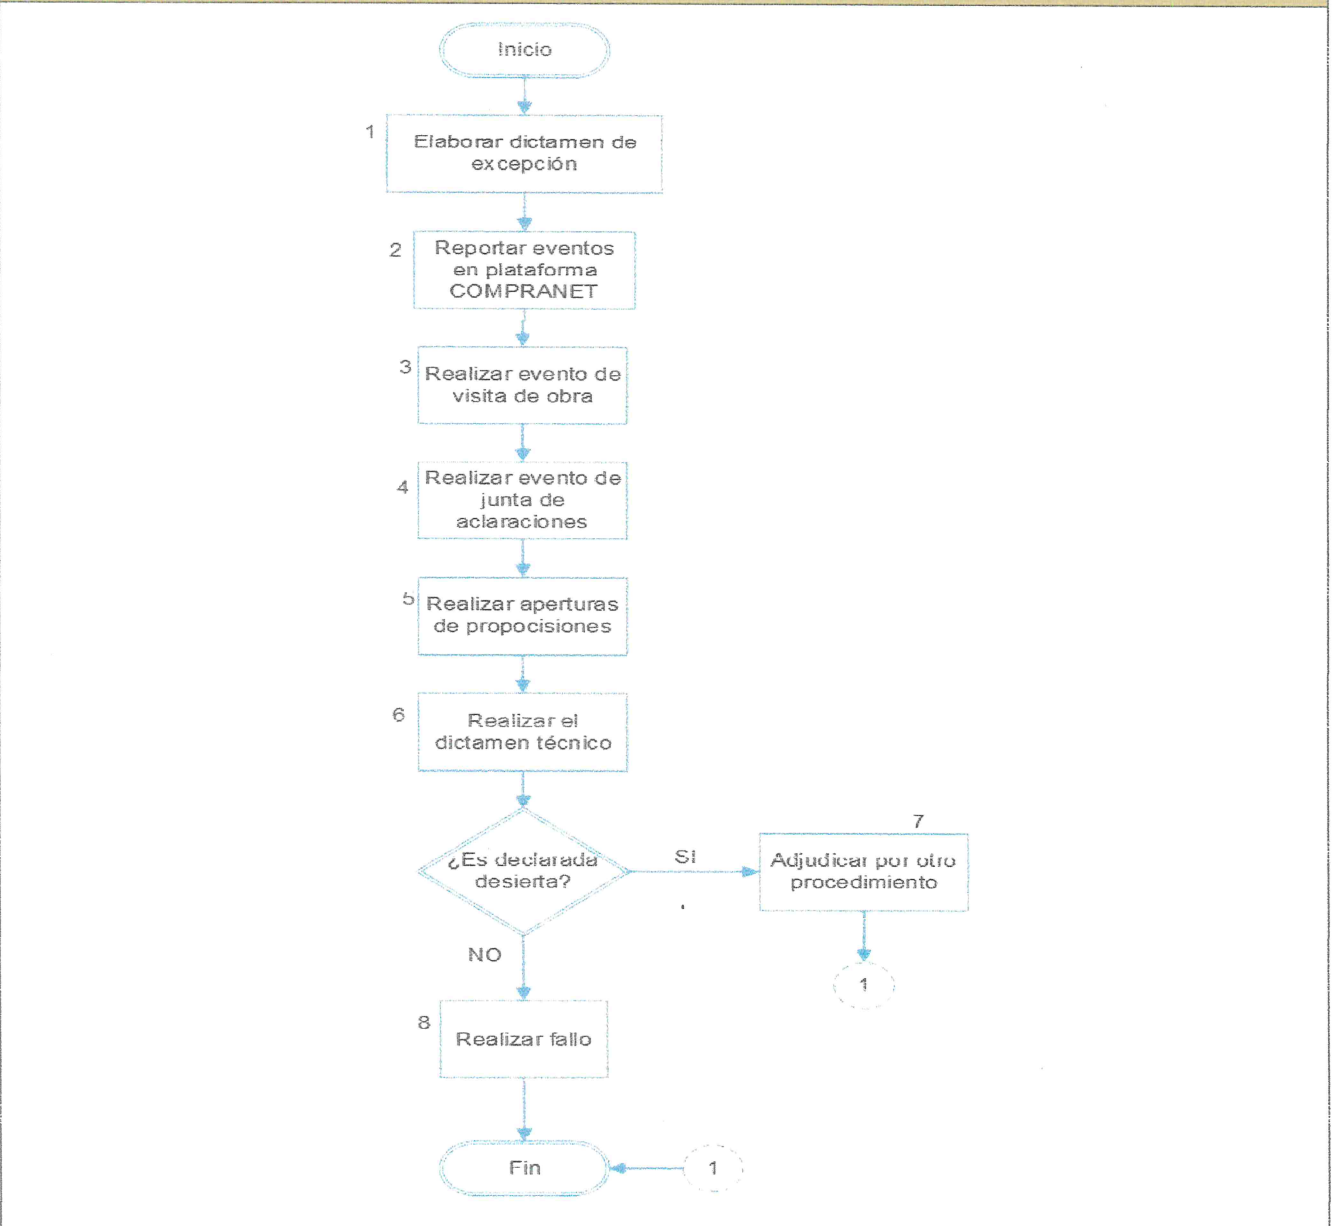 Inicio
1
Elaborar dictamen de
excepción
2
Reportar eventos
en plataforma
COMPRANET
3
Realizar evento de
visita de obra
4
Realizar evento de
junta de
aclaraciones
5
Realizar aperturas
de propocisiones
6
Realizar el
dictamen técnico
¿Es declarada
desierta?
SI
7
Adjudicar por otro
procedimiento
1
NO
8
Realizar fallo
Fin
1